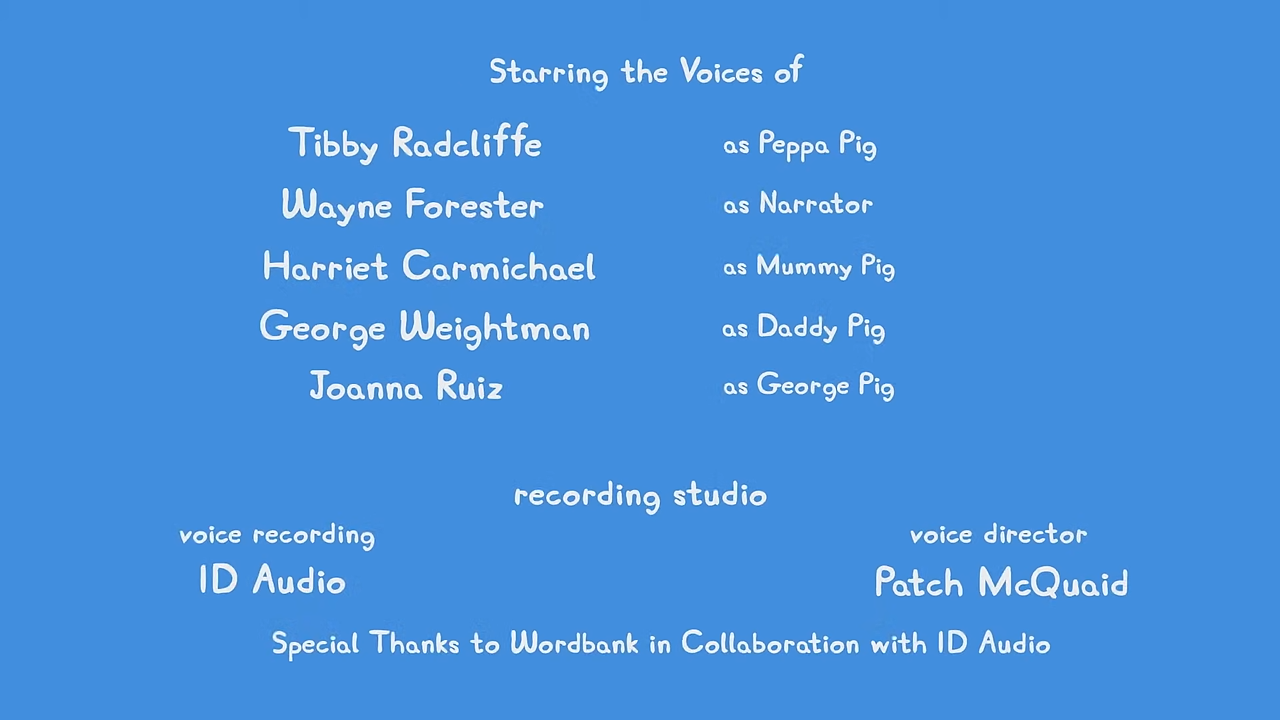 Starring the Voices of
Tibby Radcliffe as Peppa Pig
Wayne Forester as Narrator
Harriet Carmichael as Mummy Pig
George Weightman as Daddy Pig
Joanna Ruiz as George Pig
recording studio
voice recording voice director
ID Audio Patch McQuaid
Special Thanks to Wordbank in Collaboration with ID Audio